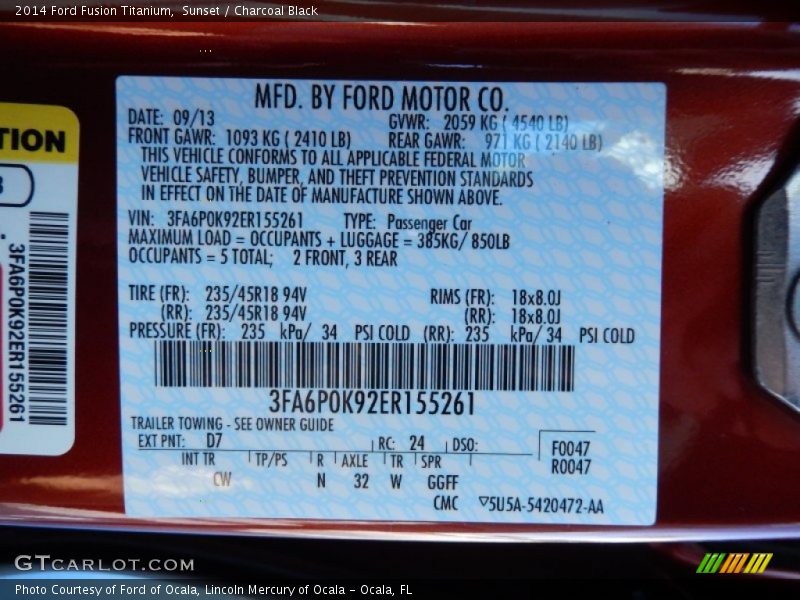 2014 Ford Fusion Titanium, Sunset / Charcoal Black
TION
3FA6P0K92ER155261
MFD. BY FORD MOTOR CO.
DATE: 09/13 GVWR: 2059 KG ( 4540 LB)
FRONT GAWR: 1093 KG ( 2410 LB) REAR GAWR: 971 KG ( 2140 LB)
THIS VEHICLE CONFORMS TO ALL APPLICABLE FEDERAL MOTOR
VEHICLE SAFETY, BUMPER, AND THEFT PREVENTION STANDARDS
IN EFFECT ON THE DATE OF MANUFACTURE SHOWN ABOVE.
VIN: 3FA6P0K92ER155261 TYPE: Passenger Car
MAXIMUM LOAD = OCCUPANTS + LUGGAGE = 385KG/ 850LB
OCCUPANTS = 5 TOTAL; 2 FRONT, 3 REAR
TIRE (FR): 235/45R18 94V RIMS (FR): 18x8.0J
(RR): 235/45R18 94V (RR): 18x8.0J
PRESSURE (FR): 235 kPa/ 34 PSI COLD (RR): 235 kPa/ 34 PSI COLD
3FA6P0K92ER155261
TRAILER TOWING - SEE OWNER GUIDE
EXT PNT: D7 RC: 24 DSO: F0047
INT TR TP/PS R AXLE TR SPR R0047
CW N 32 W GGFF
CMC 5U5A-5420472-AA
GTCARLOT.COM
Photo Courtesy of Ford of Ocala, Lincoln Mercury of Ocala - Ocala, FL